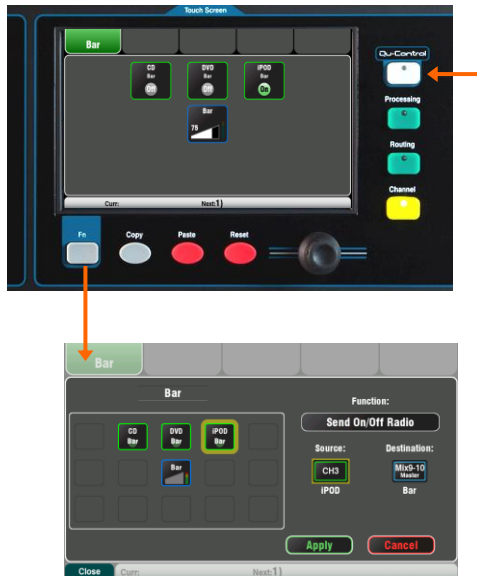 Touch Screen
Bar
CD Bar Off
DVD Bar Off
iPOD Bar On
Bar 75
Curr: Next:1)
Qu-Control
Processing
Routing
Channel
Fn Copy Paste Reset
Bar
Bar
CD Bar
DVD Bar
iPOD Bar
Bar
Function:
Send On/Off Radio
Source: Destination:
CH3 Mix9-10 Master
iPOD Bar
Apply Cancel
Close Curr: Next:1)